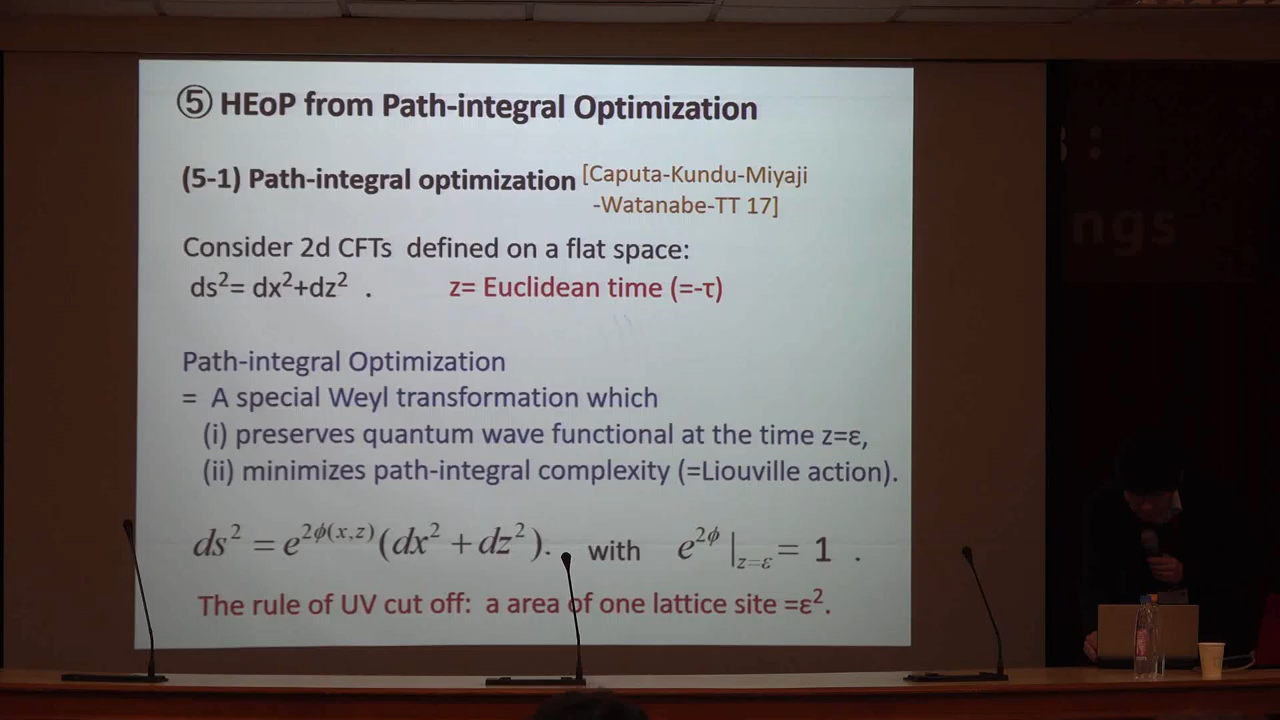 ⑤ HEoP from Path-integral Optimization
(5-1) Path-integral optimization [Caputa-Kundu-Miyaji
-Watanabe-TT 17]
Consider 2d CFTs defined on a flat space:
ds²= dx²+dz² . z= Euclidean time (=-τ)
Path-integral Optimization
= A special Weyl transformation which
(i) preserves quantum wave functional at the time z=ε,
(ii) minimizes path-integral complexity (=Liouville action).
ds² = e^{2ϕ(x,z)}(dx² + dz²). with e^{2ϕ}|_{z=ε} = 1 .
The rule of UV cut off: a area of one lattice site =ε².
ngs